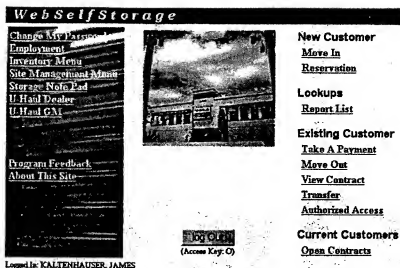 WebSelfStorage
Change My Password
Employment
Inventory Menu
Site Management Menu
Storage Note Pad
U-Haul Dealer
U-Haul GM
Program Feedback
About This Site
Logged In: KALTENHAUSER, JAMES
Log Out
(Access Key: O)
New Customer
Move In
Reservation
Lookups
Report List
Existing Customer
Take A Payment
Move Out
View Contract
Transfer
Authorized Access
Current Customers
Open Contracts